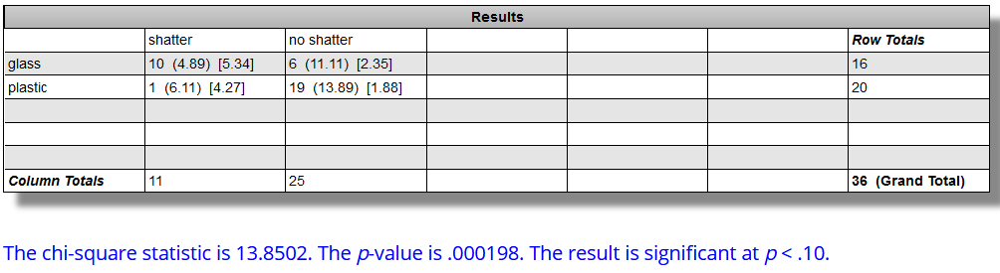 Results
shatter no shatter Row Totals
glass 10 (4.89) [5.34] 6 (11.11) [2.35] 16
plastic 1 (6.11) [4.27] 19 (13.89) [1.88] 20
Column Totals 11 25 36 (Grand Total)
The chi-square statistic is 13.8502. The p-value is .000198. The result is significant at p < .10.